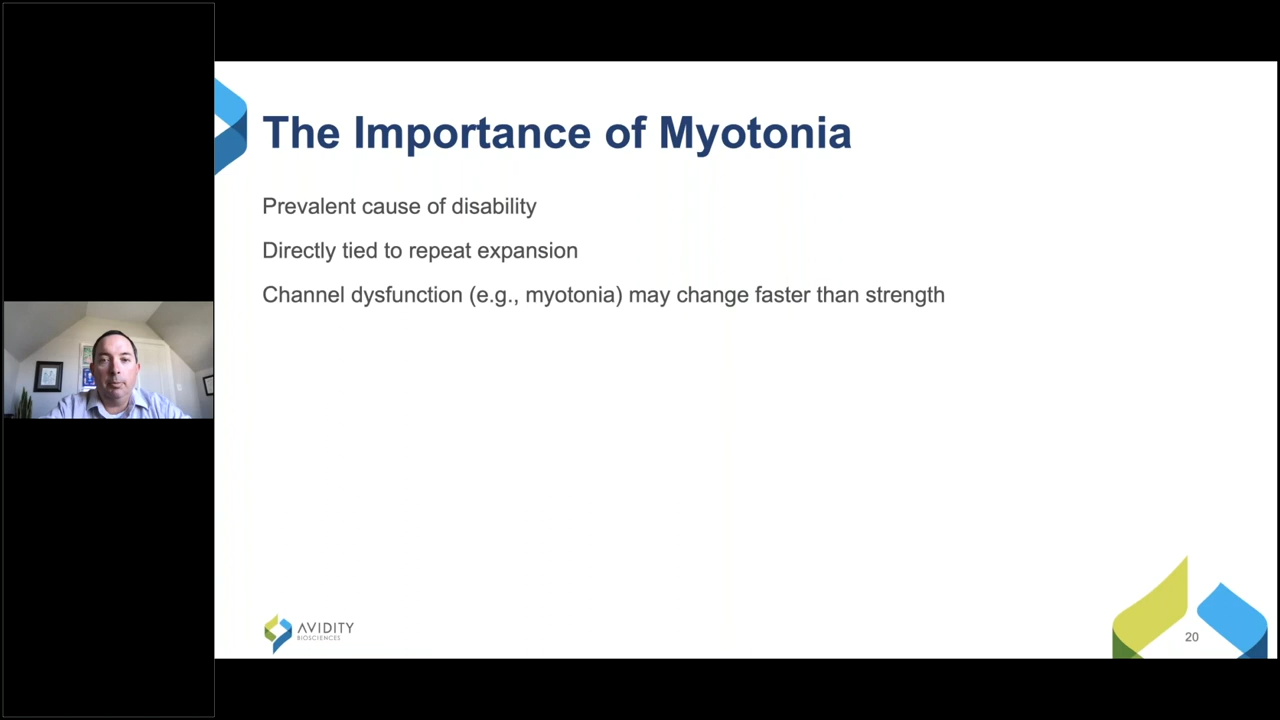 The Importance of Myotonia
Prevalent cause of disability
Directly tied to repeat expansion
Channel dysfunction (e.g., myotonia) may change faster than strength
AVIDITY
BIOSCIENCES
20